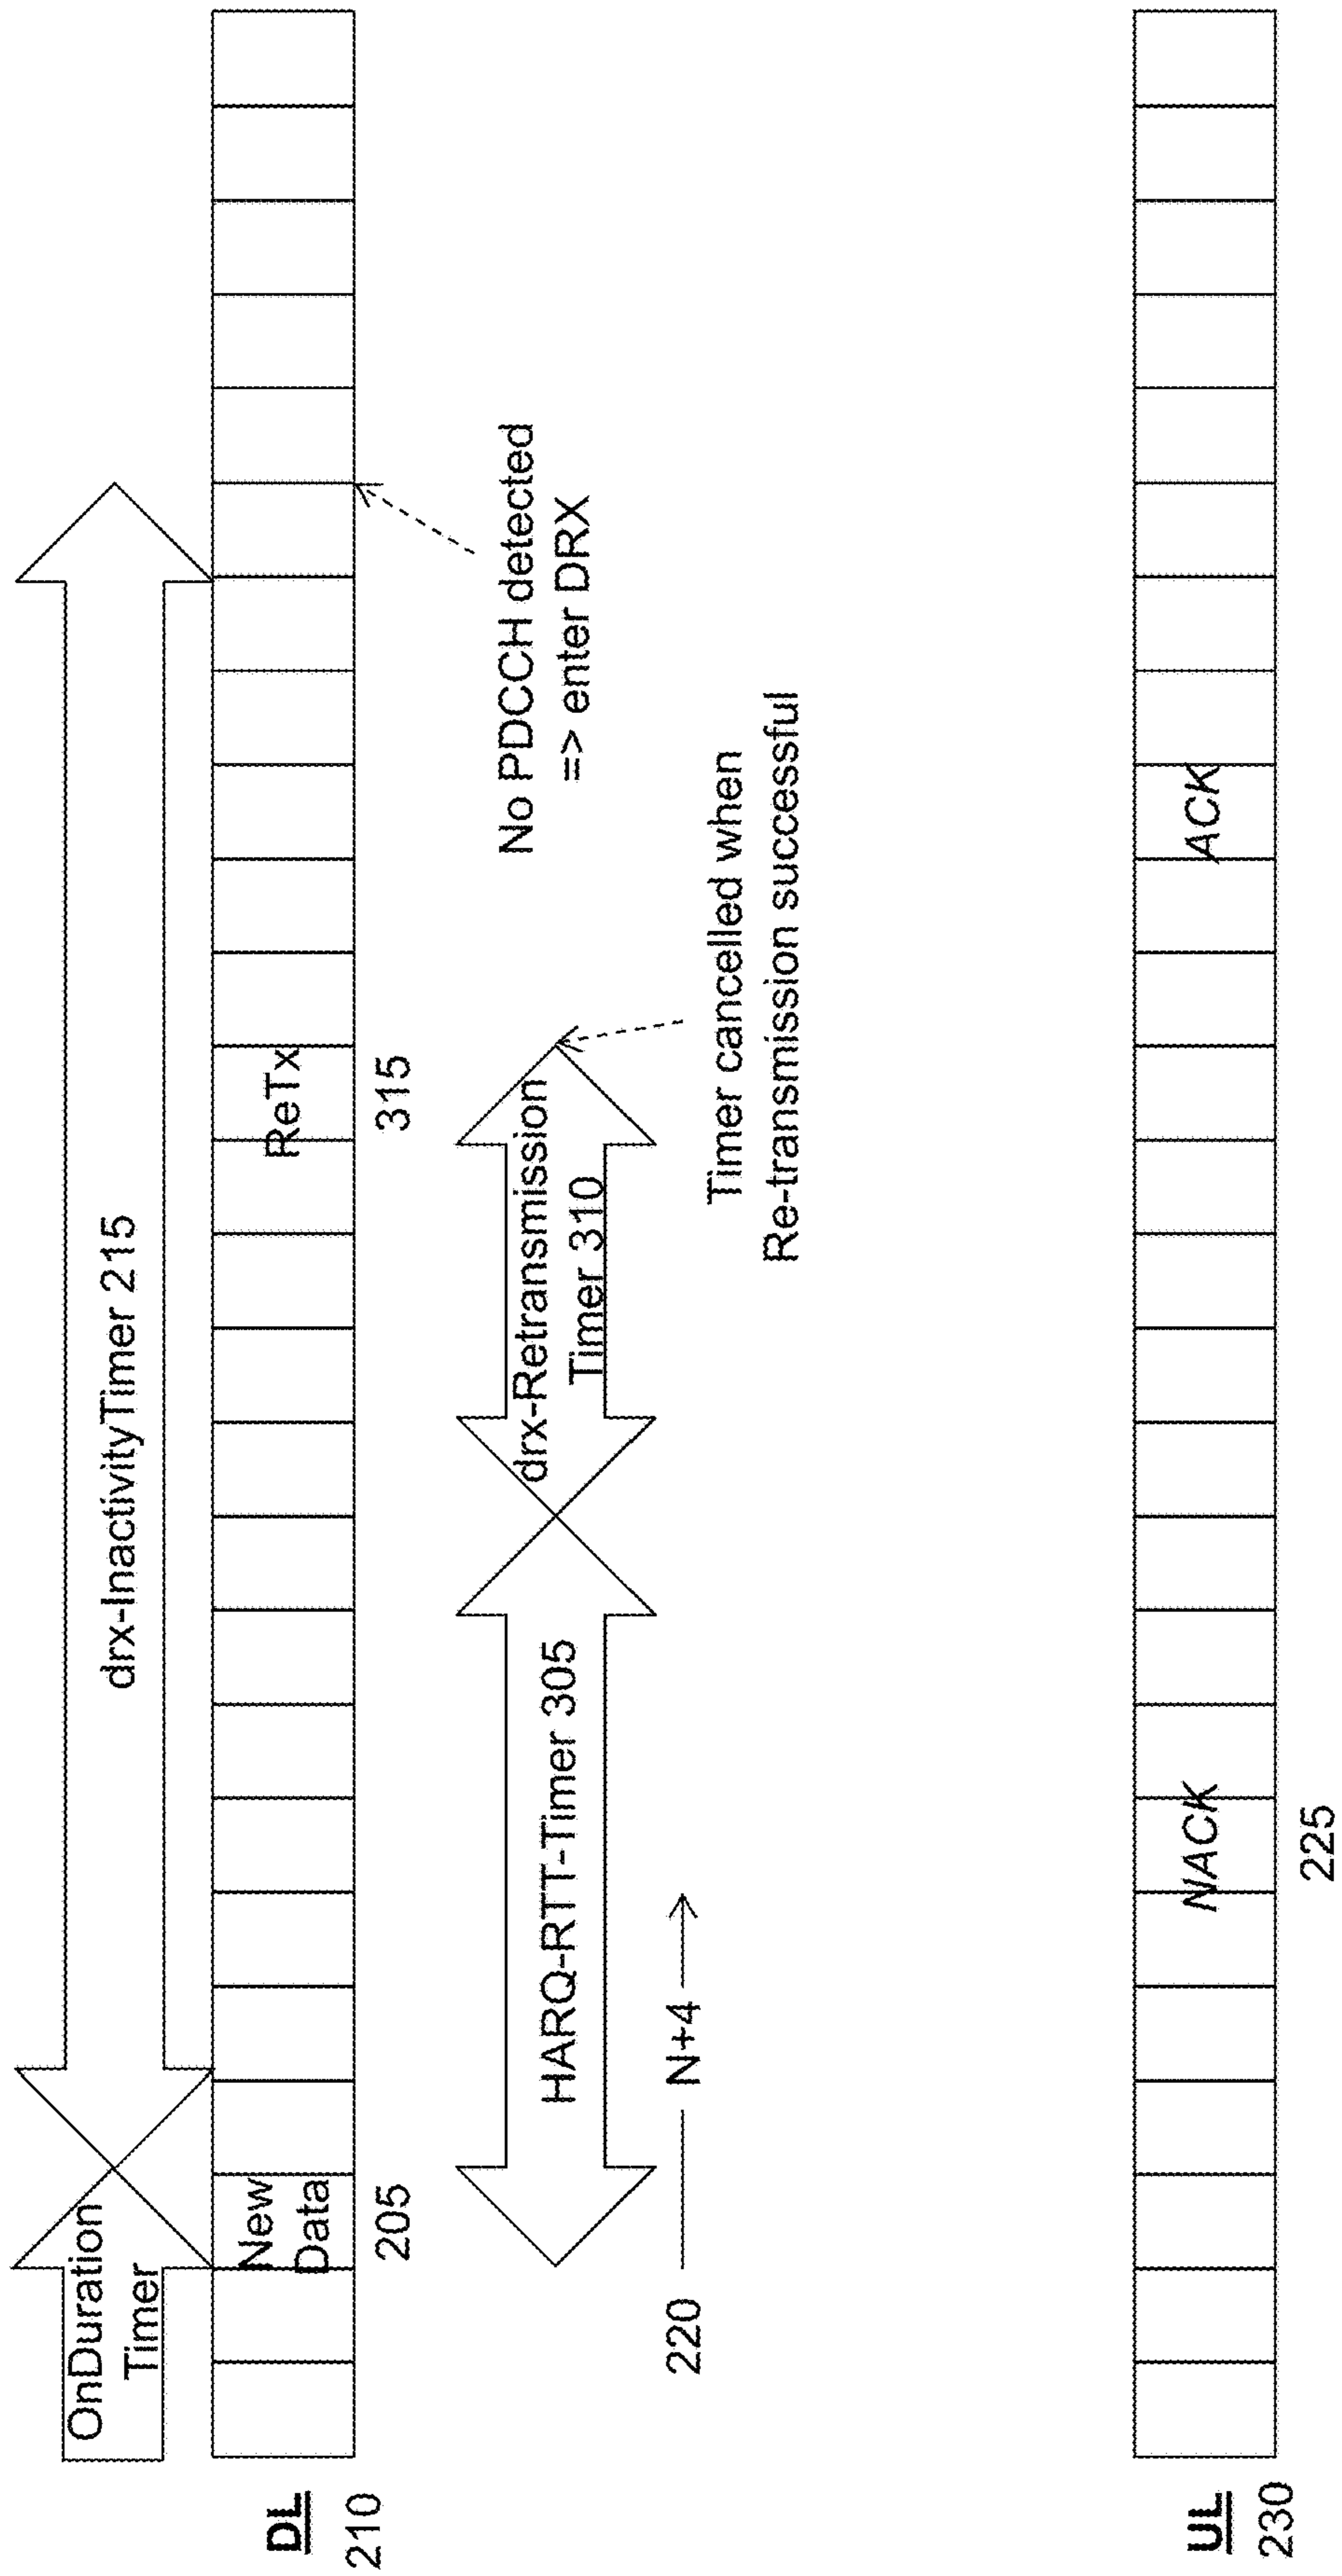 OnDuration
Timer
drx-InactivityTimer 215
DL
210
New
Data
205
ReTx
315
No PDCCH detected
=> enter DRX
HARQ-RTT-Timer 305
drx-Retransmission
Timer 310
220
N+4
Timer cancelled when
Re-transmission successful
UL
230
NACK
225
ACK